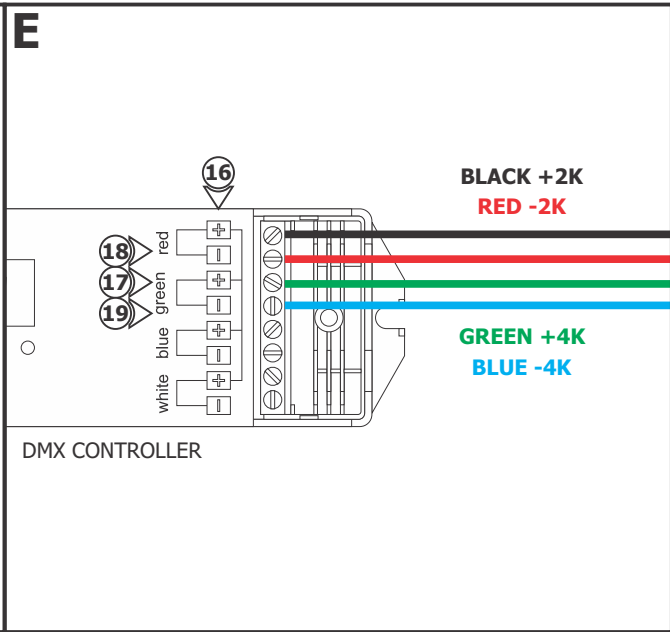 E
16
BLACK +2K
RED -2K
18
17
19
red
green
blue
white
+
−
+
−
+
−
+
−
GREEN +4K
BLUE -4K
DMX CONTROLLER